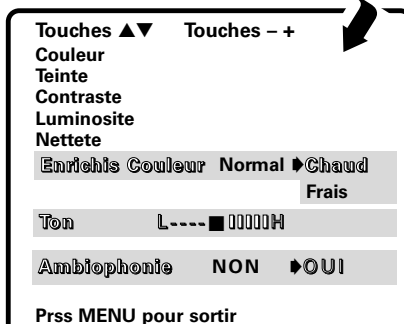 Touches ▲▼ Touches – +
Couleur
Teinte
Contraste
Luminosite
Nettete
Enrichis Couleur Normal ➧Chaud
Frais
Ton L----■IIIIIIH
Ambiophonie NON ➧OUI
Prss MENU pour sortir